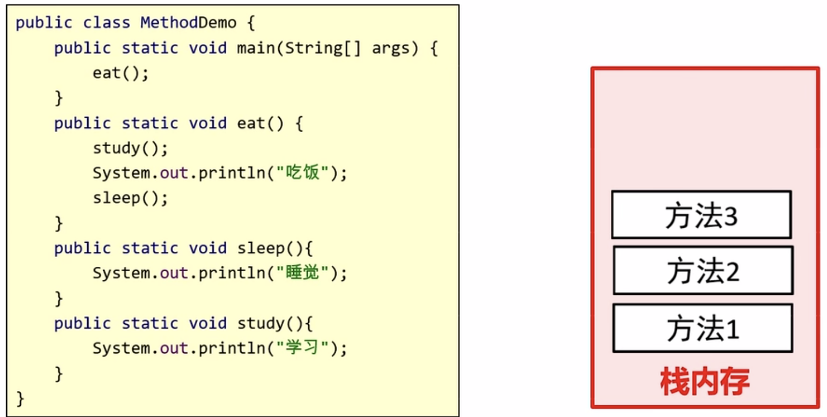 public class MethodDemo {
    public static void main(String[] args) {
        eat();
    }
    public static void eat() {
        study();
        System.out.println("吃饭");
        sleep();
    }
    public static void sleep(){
        System.out.println("睡觉");
    }
    public static void study(){
        System.out.println("学习");
    }
}
方法3
方法2
方法1
栈内存